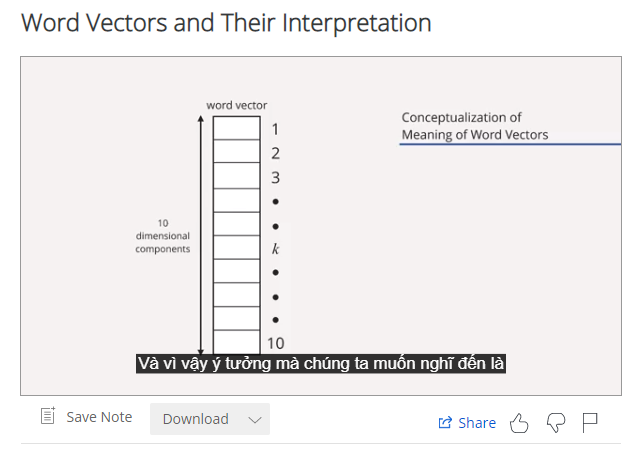 Word Vectors and Their Interpretation
word vector
Conceptualization of
Meaning of Word Vectors
1
2
3
•
•
k
•
•
•
10
10
dimensional
components
Và vì vậy ý tưởng mà chúng ta muốn nghĩ đến là
Save Note
Download
Share